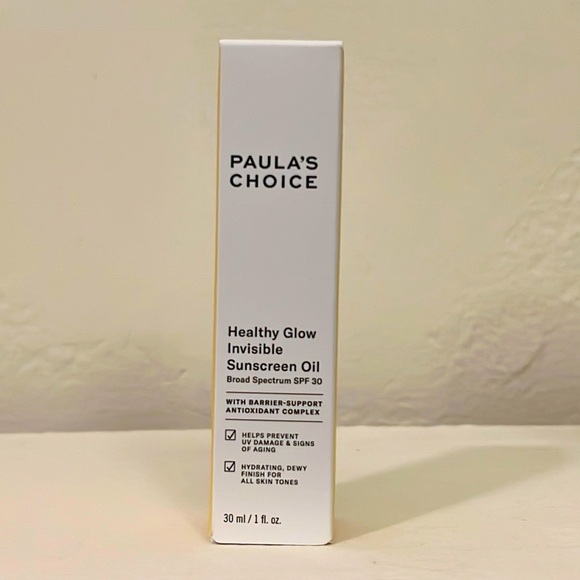 PAULA'S
CHOICE
Healthy Glow
Invisible
Sunscreen Oil
Broad Spectrum SPF 30
WITH BARRIER-SUPPORT
ANTIOXIDANT COMPLEX
HELPS PREVENT
UV DAMAGE & SIGNS
OF AGING
HYDRATING, DEWY
FINISH FOR
ALL SKIN TONES
30 ml / 1 fl. oz.